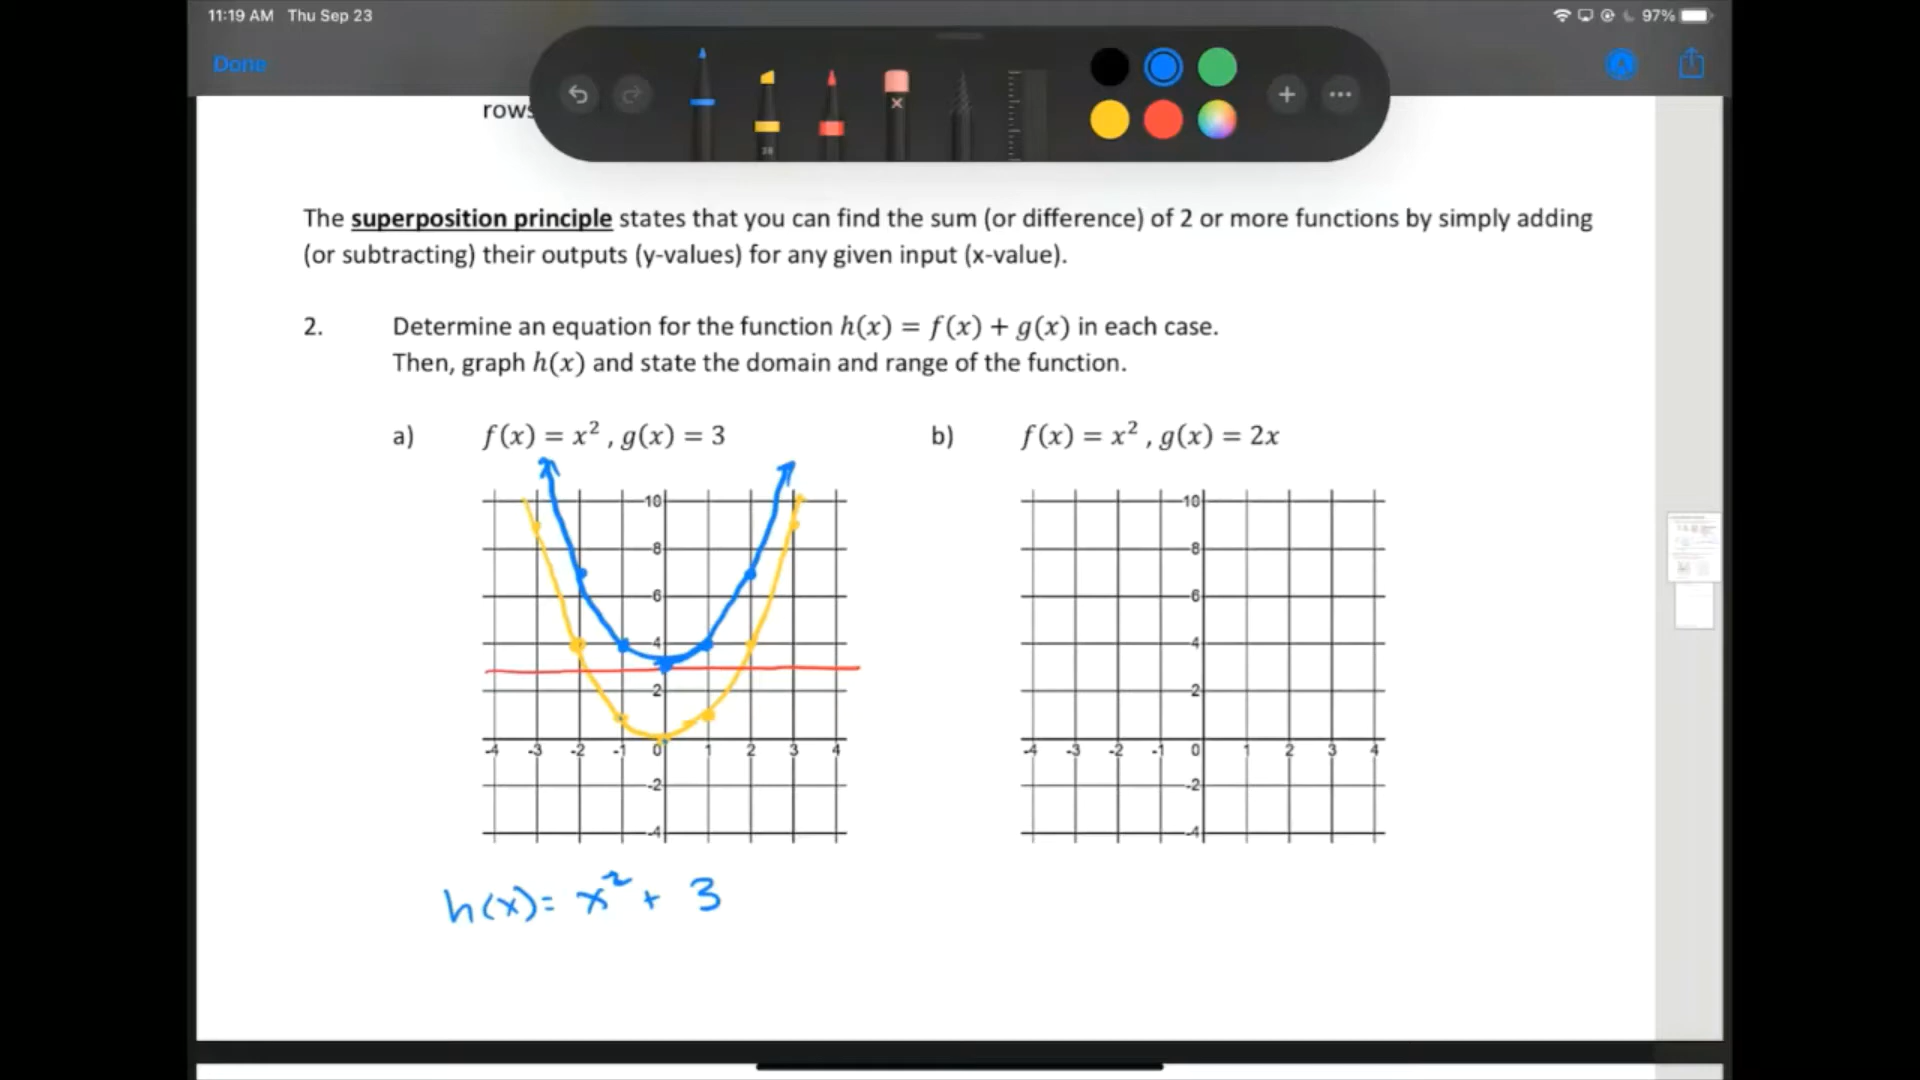 11:19 AM Thu Sep 23
97%
Done
rows
38
The superposition principle states that you can find the sum (or difference) of 2 or more functions by simply adding
(or subtracting) their outputs (y-values) for any given input (x-value).
2. Determine an equation for the function h(x) = f(x) + g(x) in each case.
Then, graph h(x) and state the domain and range of the function.
a) f(x) = x² , g(x) = 3
b) f(x) = x² , g(x) = 2x
10
8
6
4
2
-4 -3 -2 -1 0 1 2 3 4
-2
-4
10
8
6
4
2
-4 -3 -2 -1 0 1 2 3 4
-2
-4
h(x) = x² + 3